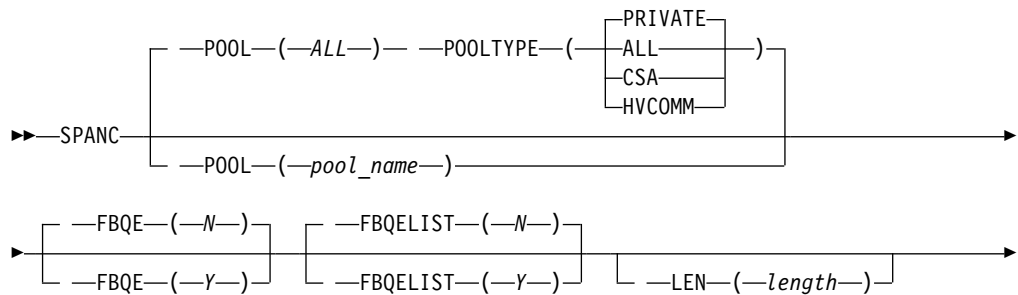 PRIVATE
POOL ( ALL ) POOLTYPE ( ALL )
CSA
HVCOMM
SPANC
POOL ( pool_name )
FBQE ( N ) FBQELIST ( N )
FBQE ( Y ) FBQELIST ( Y ) LEN ( length )